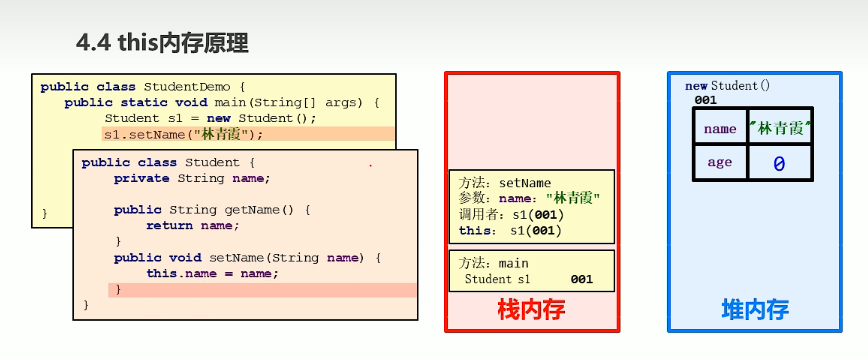 4.4 this内存原理
public class StudentDemo {
public static void main(String[] args) {
Student s1 = new Student();
s1.setName("林青霞");
}
public class Student {
private String name;
public String getName() {
return name;
}
public void setName(String name) {
this.name = name;
}
}
方法：setName
参数：name："林青霞"
调用者：s1(001)
this： s1(001)
方法：main
Student s1 001
栈内存
new Student()
001
name "林青霞"
age 0
堆内存